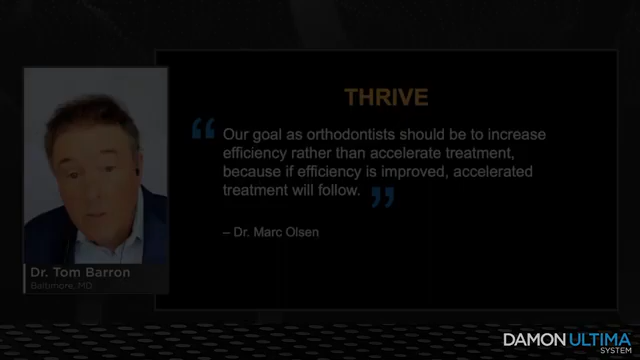 THRIVE
“ Our goal as orthodontists should be to increase
efficiency rather than accelerate treatment,
because if efficiency is improved, accelerated
treatment will follow. ”
– Dr. Marc Olsen
Dr. Tom Barron
Baltimore, MD
DAMON ULTIMA
SYSTEM